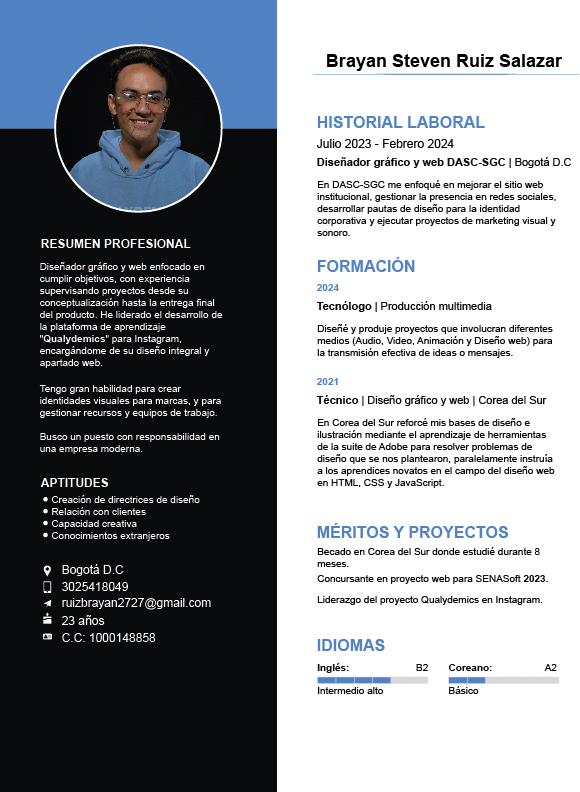 Brayan Steven Ruiz Salazar
RESUMEN PROFESIONAL
Diseñador gráfico y web enfocado en
cumplir objetivos, con experiencia
supervisando proyectos desde su
conceptualización hasta la entrega final
del producto. He liderado el desarrollo de
la plataforma de aprendizaje
"Qualydemics" para Instagram,
encargándome de su diseño integral y
apartado web.
Tengo gran habilidad para crear
identidades visuales para marcas, y para
gestionar recursos y equipos de trabajo.
Busco un puesto con responsabilidad en
una empresa moderna.
APTITUDES
Creación de directrices de diseño
Relación con clientes
Capacidad creativa
Conocimientos extranjeros
Bogotá D.C
3025418049
ruizbrayan2727@gmail.com
23 años
C.C: 1000148858
HISTORIAL LABORAL
Julio 2023 - Febrero 2024
Diseñador gráfico y web DASC-SGC | Bogotá D.C
En DASC-SGC me enfoqué en mejorar el sitio web
institucional, gestionar la presencia en redes sociales,
desarrollar pautas de diseño para la identidad
corporativa y ejecutar proyectos de marketing visual y
sonoro.
FORMACIÓN
2024
Tecnólogo | Producción multimedia
Diseñé y produje proyectos que involucran diferentes
medios (Audio, Video, Animación y Diseño web) para
la transmisión efectiva de ideas o mensajes.
2021
Técnico | Diseño gráfico y web | Corea del Sur
En Corea del Sur reforcé mis bases de diseño e
ilustración mediante el aprendizaje de herramientas
de la suite de Adobe para resolver problemas de
diseño que se nos plantearon, paralelamente instruía
a los aprendices novatos en el campo del diseño web
en HTML, CSS y JavaScript.
MÉRITOS Y PROYECTOS
Becado en Corea del Sur donde estudié durante 8
meses.
Concursante en proyecto web para SENASoft 2023.
Liderazgo del proyecto Qualydemics en Instagram.
IDIOMAS
Inglés: B2
Intermedio alto
Coreano: A2
Básico